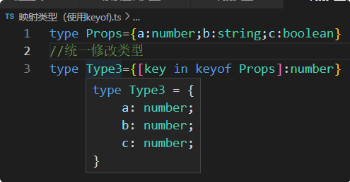 TS 映射类型（使用keyof).ts > ...
1 type Props={a:number;b:string;c:boolean}
2 //统一修改类型
3 type Type3={[key in keyof Props]:number}
type Type3 = {
a: number;
b: number;
c: number;
}